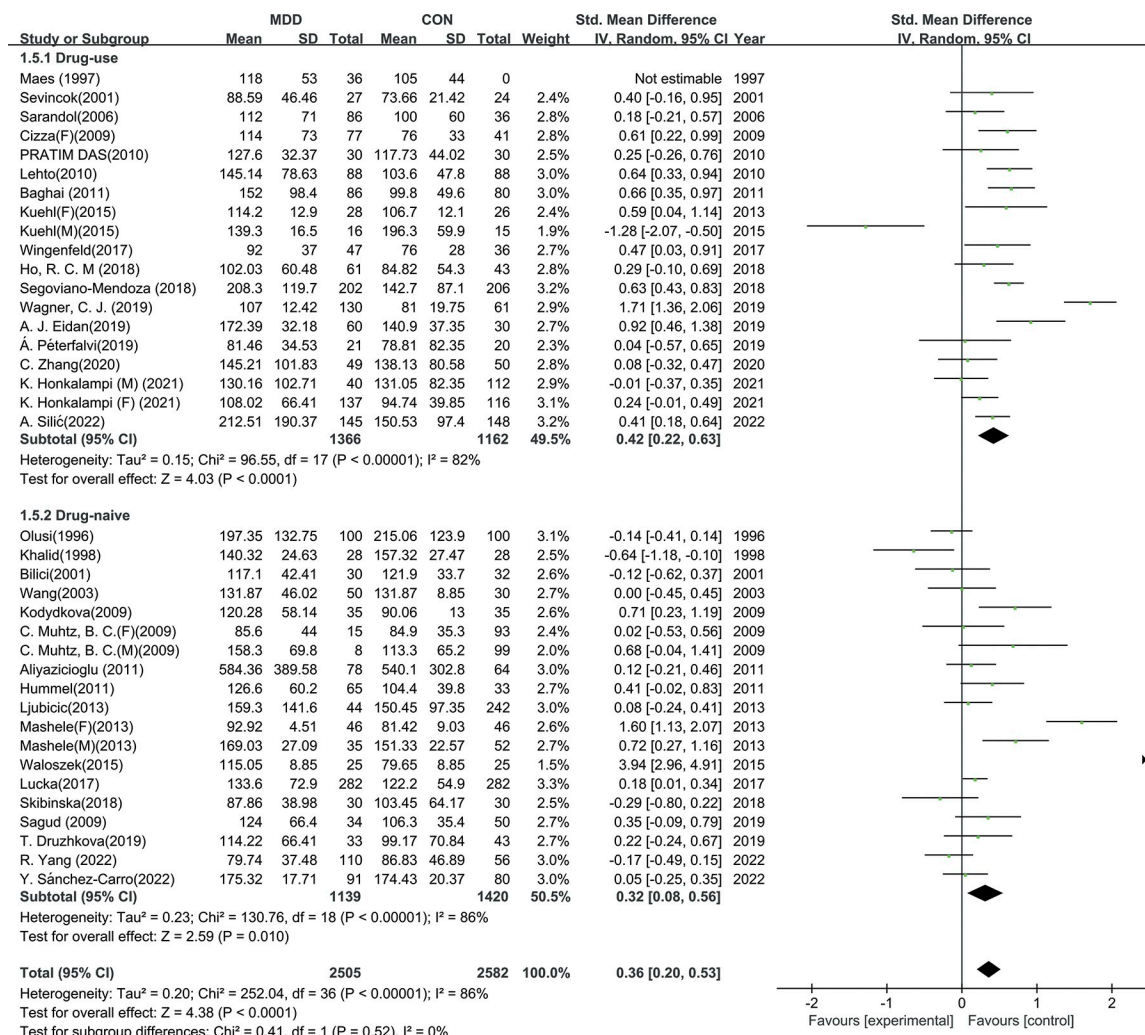 MDD CON Std. Mean Difference Std. Mean Difference
Study or Subgroup Mean SD Total Mean SD Total Weight IV, Random, 95% CI Year IV, Random, 95% CI
1.5.1 Drug-use
Maes (1997) 118 53 36 105 44 0 Not estimable 1997
Sevincok(2001) 88.59 46.46 27 73.66 21.42 24 2.4% 0.40 [-0.16, 0.95] 2001
Sarandol(2006) 112 71 86 100 60 36 2.8% 0.18 [-0.21, 0.57] 2006
Cizza(F)(2009) 114 73 77 76 33 41 2.8% 0.61 [0.22, 0.99] 2009
PRATIM DAS(2010) 127.6 32.37 30 117.73 44.02 30 2.5% 0.25 [-0.26, 0.76] 2010
Lehto(2010) 145.14 78.63 88 103.6 47.8 88 3.0% 0.64 [0.33, 0.94] 2010
Baghai (2011) 152 98.4 86 99.8 49.6 80 3.0% 0.66 [0.35, 0.97] 2011
Kuehl(F)(2015) 114.2 12.9 28 106.7 12.1 26 2.4% 0.59 [0.04, 1.14] 2013
Kuehl(M)(2015) 139.3 16.5 16 196.3 59.9 15 1.9% -1.28 [-2.07, -0.50] 2015
Wingenfeld(2017) 92 37 47 76 28 36 2.7% 0.47 [0.03, 0.91] 2017
Ho, R. C. M (2018) 102.03 60.48 61 84.82 54.3 43 2.8% 0.29 [-0.10, 0.69] 2018
Segoviano-Mendoza (2018) 208.3 119.7 202 142.7 87.1 206 3.2% 0.63 [0.43, 0.83] 2018
Wagner, C. J. (2019) 107 12.42 130 81 19.75 61 2.9% 1.71 [1.36, 2.06] 2019
A. J. Eidan(2019) 172.39 32.18 60 140.9 37.35 30 2.7% 0.92 [0.46, 1.38] 2019
Á. Péterfalvi(2019) 81.46 34.53 21 78.81 82.35 20 2.3% 0.04 [-0.57, 0.65] 2019
C. Zhang(2020) 145.21 101.83 49 138.13 80.58 50 2.8% 0.08 [-0.32, 0.47] 2020
K. Honkalampi (M) (2021) 130.16 102.71 40 131.05 82.35 112 2.9% -0.01 [-0.37, 0.35] 2021
K. Honkalampi (F) (2021) 108.02 66.41 137 94.74 39.85 116 3.1% 0.24 [-0.01, 0.49] 2021
A. Silić(2022) 212.51 190.37 145 150.53 97.4 148 3.2% 0.41 [0.18, 0.64] 2022
Subtotal (95% CI) 1366 1162 49.5% 0.42 [0.22, 0.63]
Heterogeneity: Tau² = 0.15; Chi² = 96.55, df = 17 (P < 0.00001); I² = 82%
Test for overall effect: Z = 4.03 (P < 0.0001)
1.5.2 Drug-naive
Olusi(1996) 197.35 132.75 100 215.06 123.9 100 3.1% -0.14 [-0.41, 0.14] 1996
Khalid(1998) 140.32 24.63 28 157.32 27.47 28 2.5% -0.64 [-1.18, -0.10] 1998
Bilici(2001) 117.1 42.41 30 121.9 33.7 32 2.6% -0.12 [-0.62, 0.37] 2001
Wang(2003) 131.87 46.02 50 131.87 8.85 30 2.7% 0.00 [-0.45, 0.45] 2003
Kodydkova(2009) 120.28 58.14 35 90.06 13 35 2.6% 0.71 [0.23, 1.19] 2009
C. Muhtz, B. C.(F)(2009) 85.6 44 15 84.9 35.3 93 2.4% 0.02 [-0.53, 0.56] 2009
C. Muhtz, B. C.(M)(2009) 158.3 69.8 8 113.3 65.2 99 2.0% 0.68 [-0.04, 1.41] 2009
Aliyazicioglu (2011) 584.36 389.58 78 540.1 302.8 64 2.9% 0.12 [-0.21, 0.46] 2011
Hummel(2011) 126.6 60.2 65 104.4 39.8 33 2.7% 0.41 [-0.02, 0.83] 2011
Ljubicic(2013) 159.3 141.6 44 150.45 97.35 242 3.0% 0.08 [-0.24, 0.41] 2013
Mashele(F)(2013) 92.92 4.51 46 81.42 9.03 46 2.6% 1.60 [1.13, 2.07] 2013
Mashele(M)(2013) 169.03 27.09 35 151.33 22.57 52 2.7% 0.72 [0.27, 1.16] 2013
Waloszek(2015) 115.05 8.85 25 79.65 8.85 25 1.5% 3.94 [2.96, 4.91] 2015
Lucka(2017) 133.6 72.9 282 122.2 54.9 282 3.3% 0.18 [0.01, 0.34] 2017
Skibinska(2018) 87.86 38.98 30 103.45 64.17 30 2.5% -0.29 [-0.80, 0.22] 2018
Sagud (2009) 124 66.4 34 106.3 35.4 50 2.7% 0.35 [-0.09, 0.79] 2019
T. Druzhkova(2019) 114.22 66.41 33 99.17 70.84 43 2.7% 0.22 [-0.24, 0.67] 2019
R. Yang (2022) 79.74 37.48 110 86.83 46.89 56 3.0% -0.17 [-0.49, 0.15] 2022
Y. Sánchez-Carro(2022) 175.32 17.71 91 174.43 20.37 80 3.0% 0.05 [-0.25, 0.35] 2022
Subtotal (95% CI) 1139 1420 50.5% 0.32 [0.08, 0.56]
Heterogeneity: Tau² = 0.23; Chi² = 130.76, df = 18 (P < 0.00001); I² = 86%
Test for overall effect: Z = 2.59 (P = 0.010)
Total (95% CI) 2505 2582 100.0% 0.36 [0.20, 0.53]
Heterogeneity: Tau² = 0.20; Chi² = 252.04, df = 36 (P < 0.00001); I² = 86%
Test for overall effect: Z = 4.38 (P < 0.0001)
Test for subgroup differences: Chi² = 0.41, df = 1 (P = 0.52), I² = 0%
-2 -1 0 1 2
Favours [experimental] Favours [control]